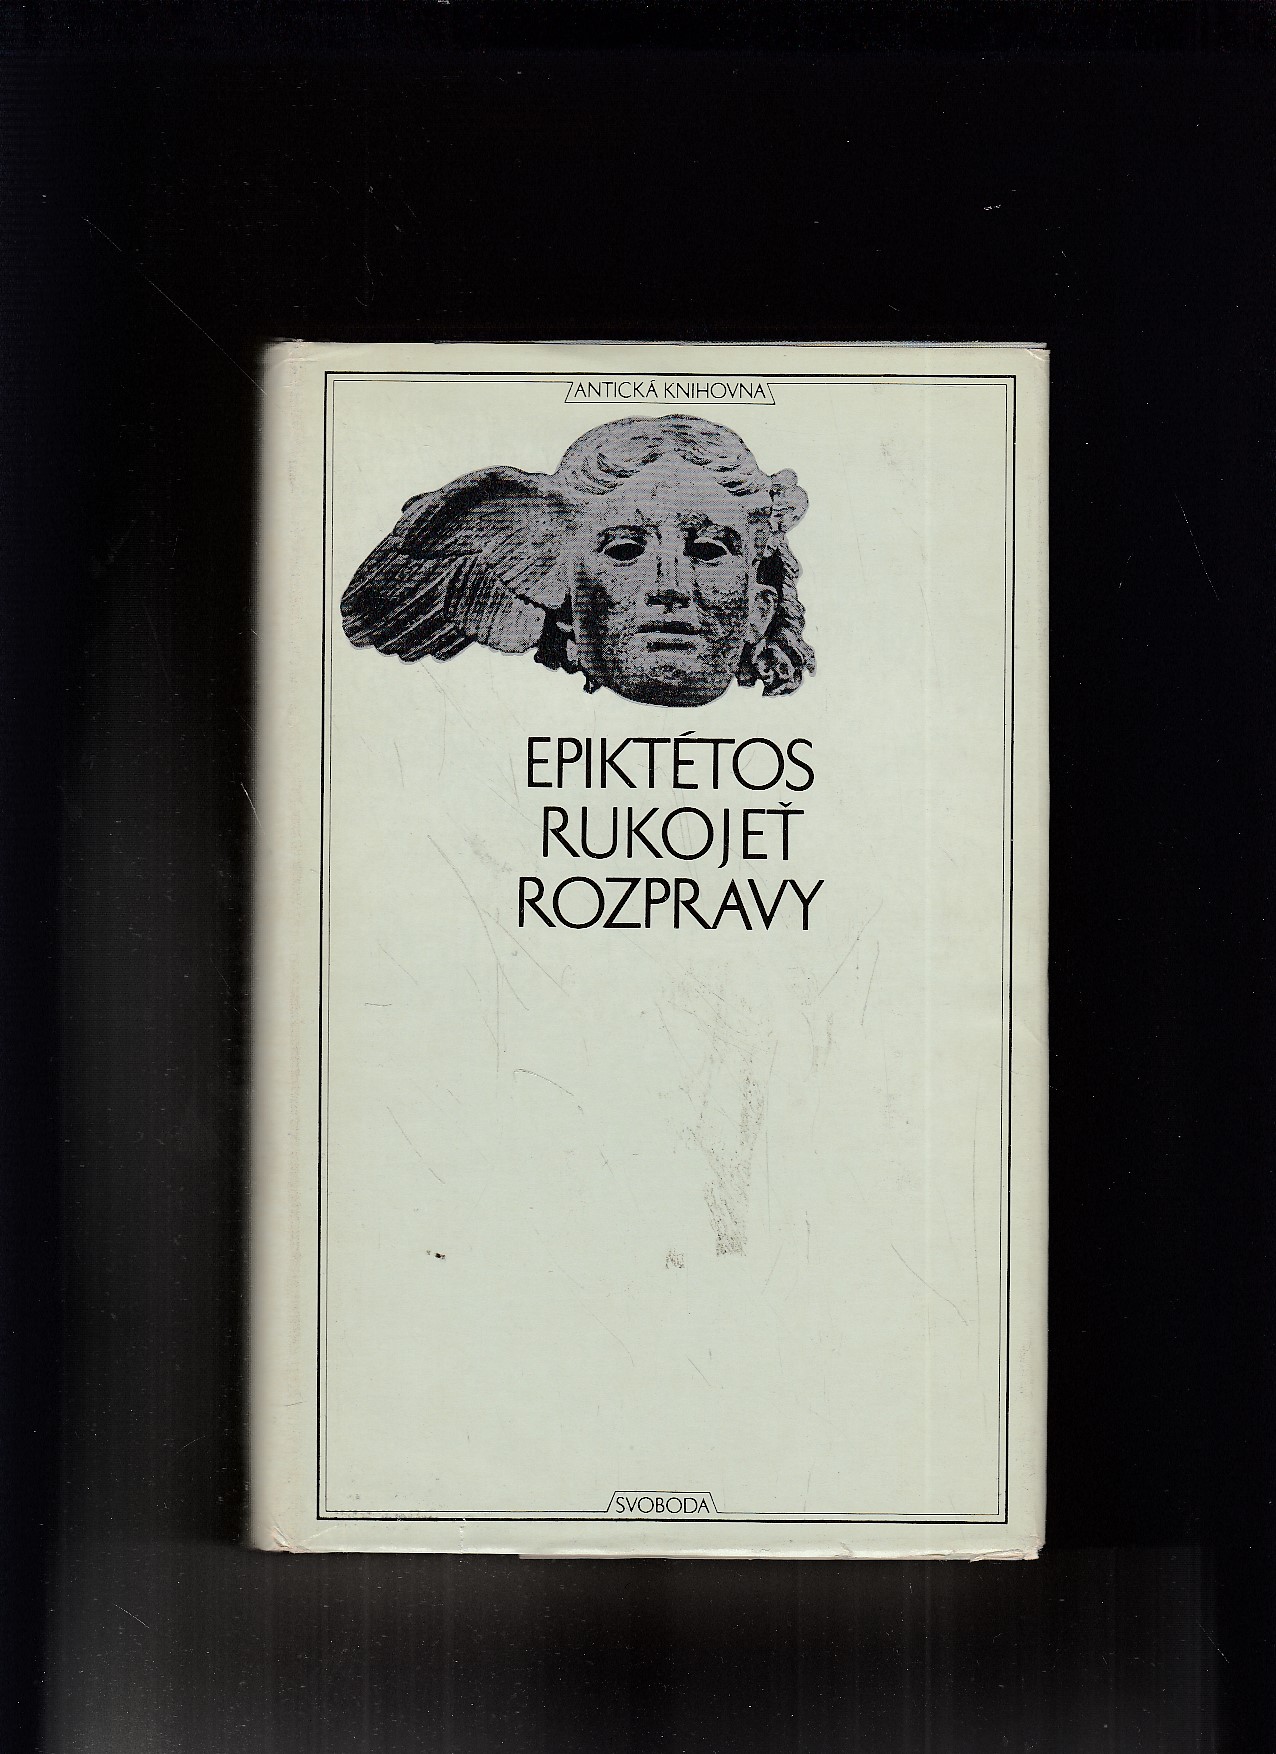 ANTICKÁ KNIHOVNA
EPIKTÉTOS
RUKOJEŤ
ROZPRAVY
SVOBODA